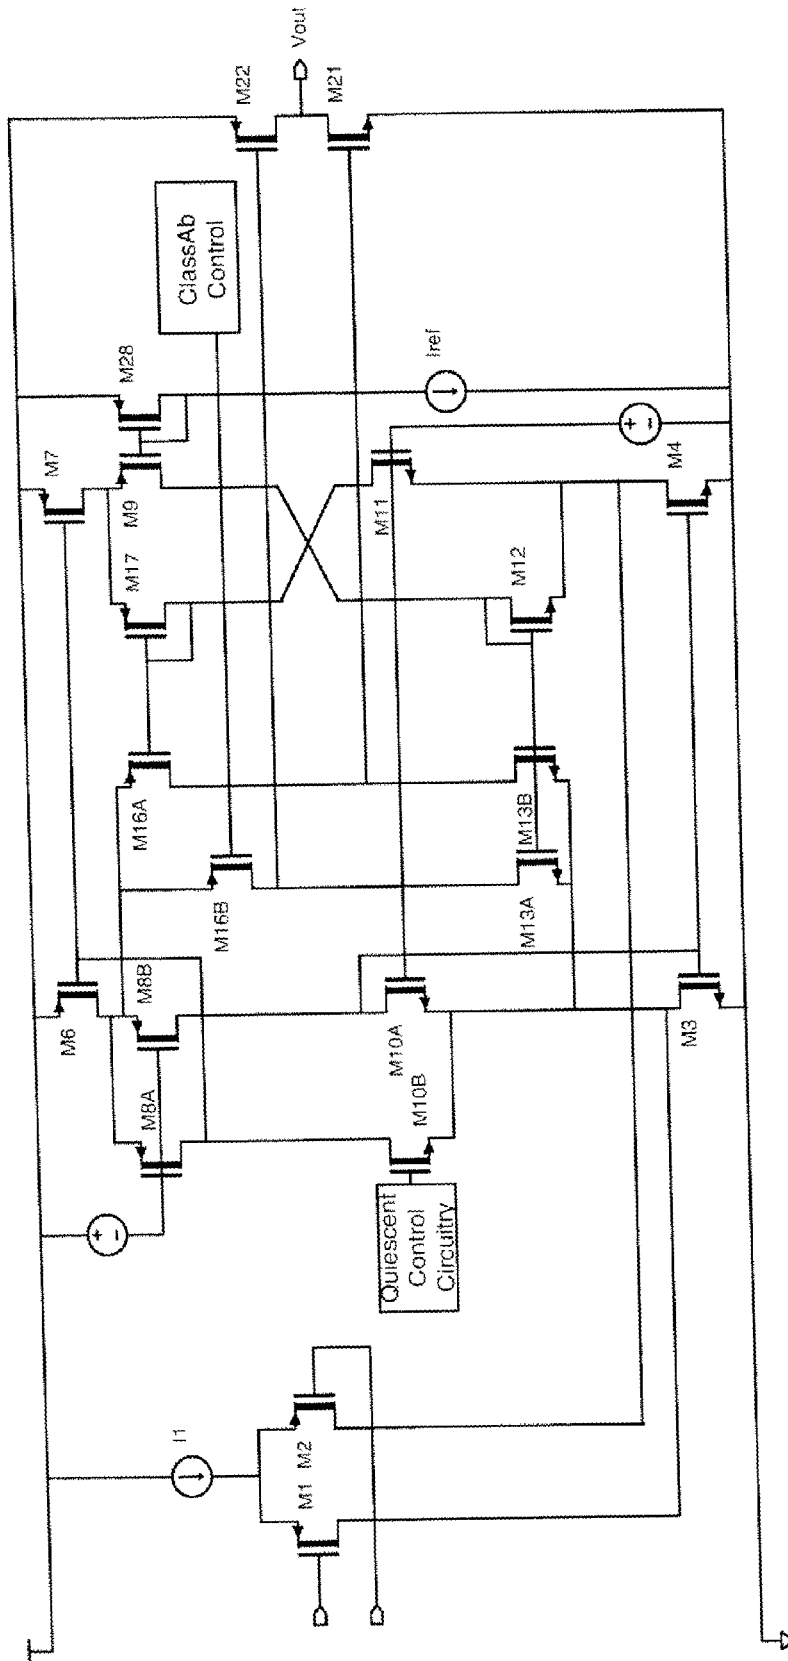 I1
M1
M2
Quiescent
Control
Circuitry
M8A
M10B
M6
M8B
M10A
M3
M16B
M13A
M16A
M13B
M17
M12
M7
M9
M11
M4
M28
Iref
ClassAb
Control
M22
M21
Vout